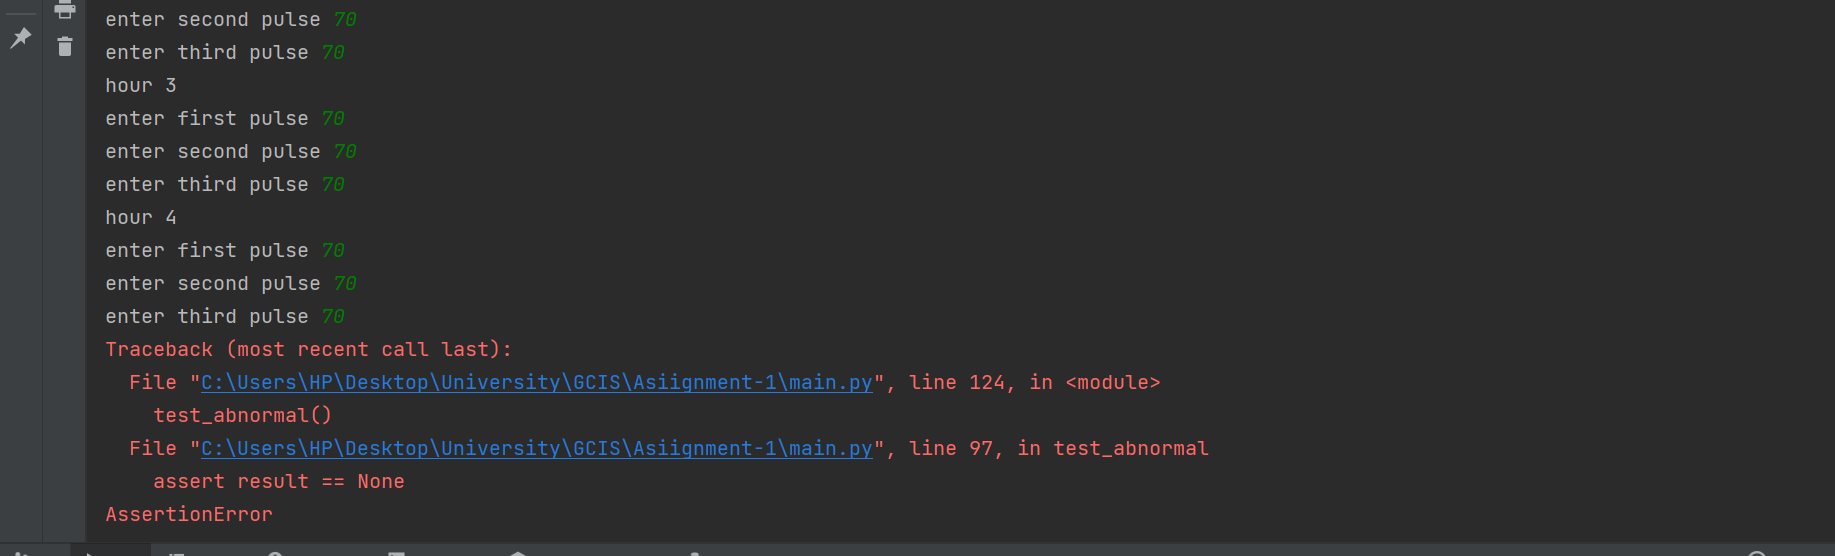 enter second pulse 70
enter third pulse 70
hour 3
enter first pulse 70
enter second pulse 70
enter third pulse 70
hour 4
enter first pulse 70
enter second pulse 70
enter third pulse 70
Traceback (most recent call last):
  File "C:\Users\HP\Desktop\University\GCIS\Asiignment-1\main.py", line 124, in <module>
    test_abnormal()
  File "C:\Users\HP\Desktop\University\GCIS\Asiignment-1\main.py", line 97, in test_abnormal
    assert result == None
AssertionError